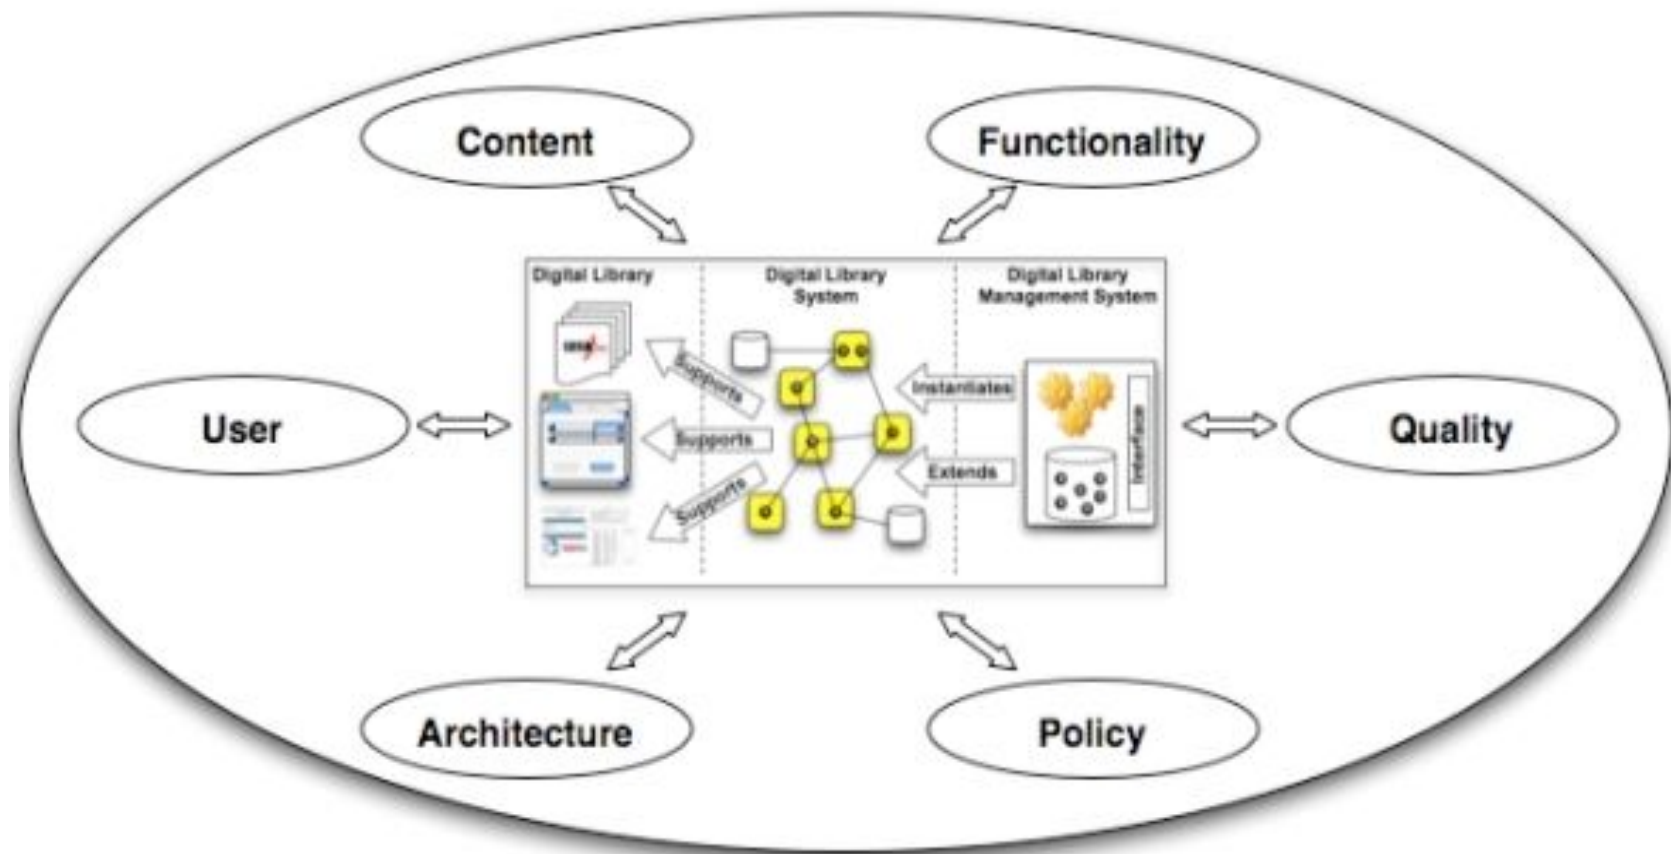 Content
Functionality
Digital Library
Digital Library
System
Digital Library
Management System
Supports
Instantiates
Supports
Extends
Supports
Interface
User
Quality
Architecture
Policy